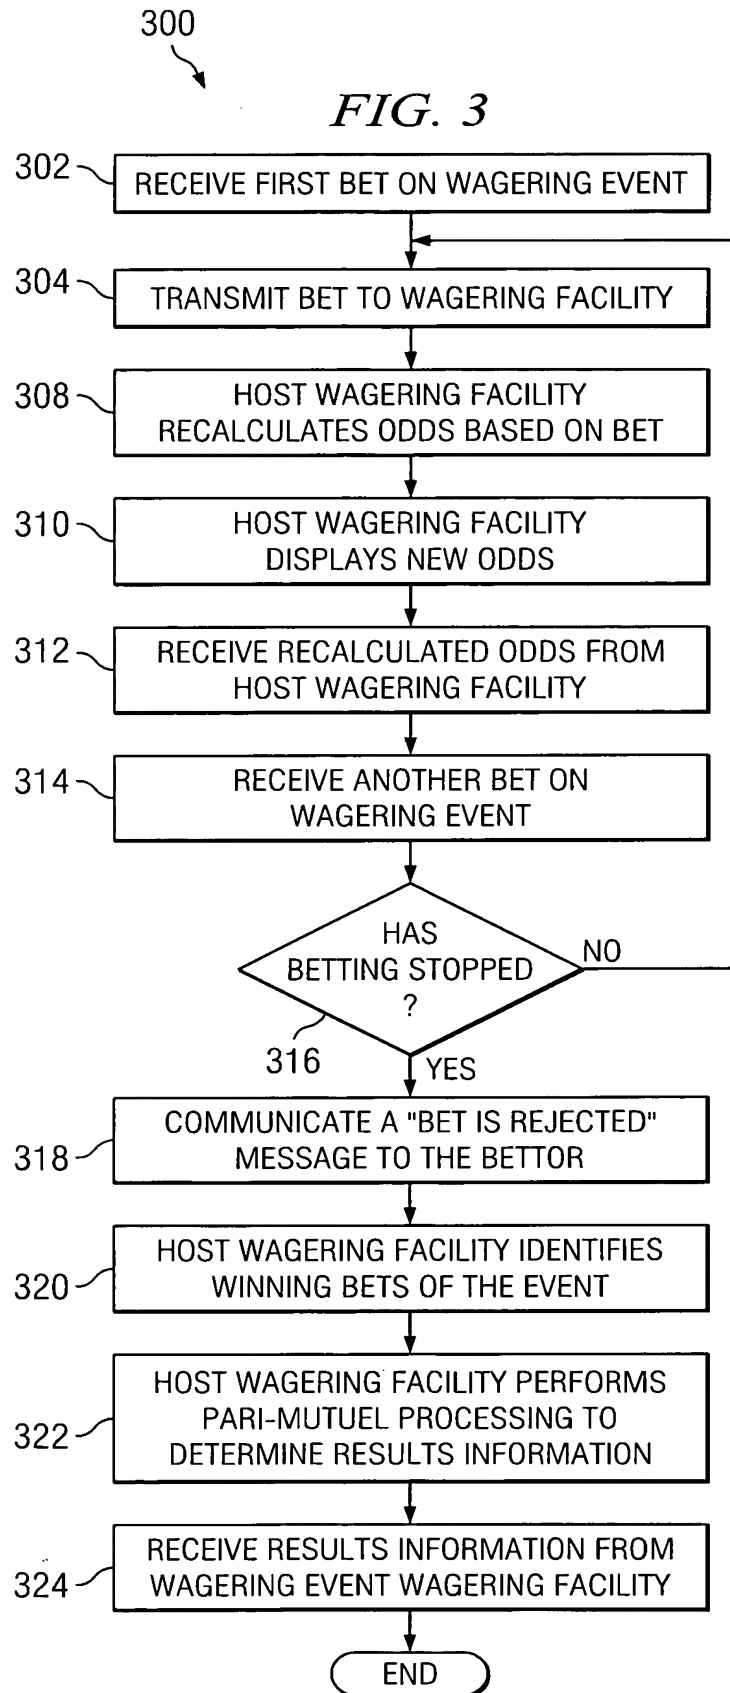 300
FIG. 3
302
RECEIVE FIRST BET ON WAGERING EVENT
304
TRANSMIT BET TO WAGERING FACILITY
308
HOST WAGERING FACILITY
RECALCULATES ODDS BASED ON BET
310
HOST WAGERING FACILITY
DISPLAYS NEW ODDS
312
RECEIVE RECALCULATED ODDS FROM
HOST WAGERING FACILITY
314
RECEIVE ANOTHER BET ON
WAGERING EVENT
HAS
BETTING STOPPED
?
NO
316
YES
318
COMMUNICATE A "BET IS REJECTED"
MESSAGE TO THE BETTOR
320
HOST WAGERING FACILITY IDENTIFIES
WINNING BETS OF THE EVENT
322
HOST WAGERING FACILITY PERFORMS
PARI-MUTUEL PROCESSING TO
DETERMINE RESULTS INFORMATION
324
RECEIVE RESULTS INFORMATION FROM
WAGERING EVENT WAGERING FACILITY
END